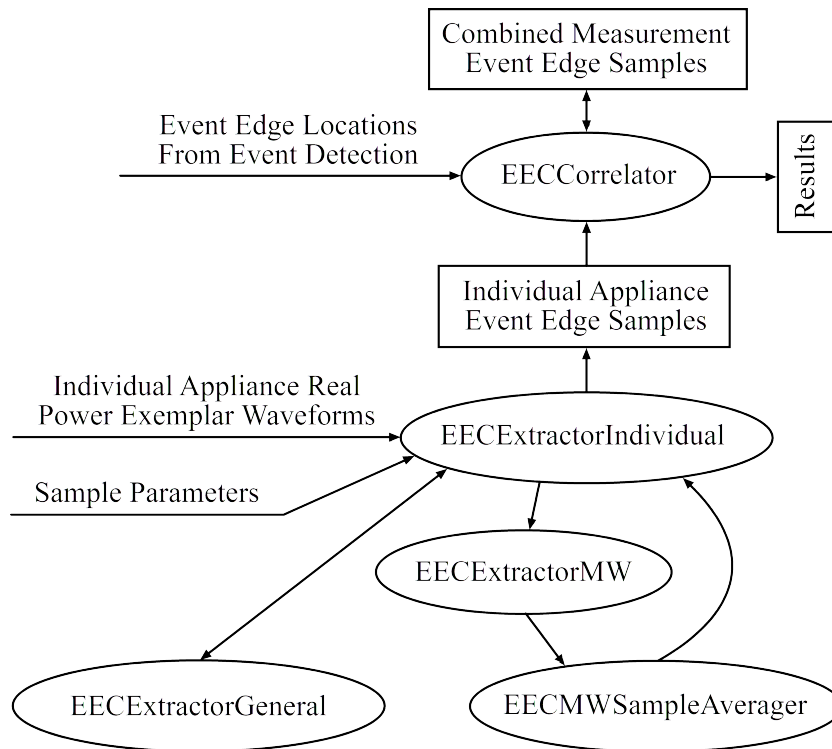 Combined Measurement
Event Edge Samples
Event Edge Locations
From Event Detection
EECCorrelator
Results
Individual Appliance
Event Edge Samples
Individual Appliance Real
Power Exemplar Waveforms
EECExtractorIndividual
Sample Parameters
EECExtractorMW
EECExtractorGeneral
EECMWSampleAverager